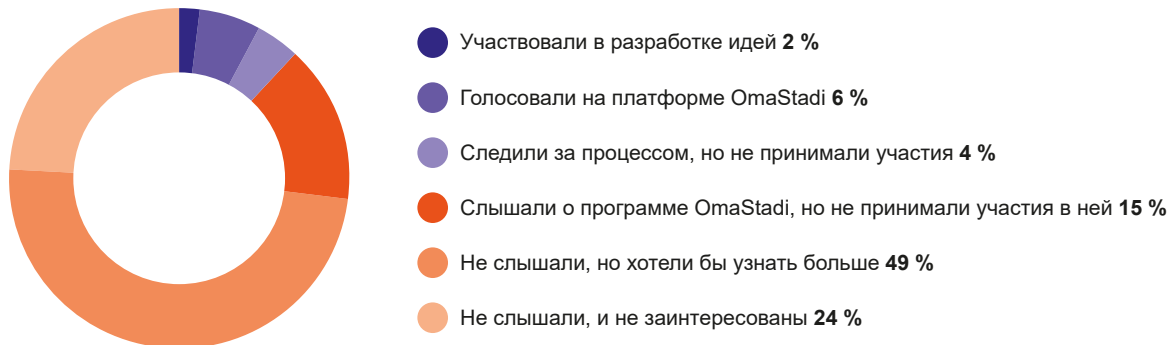 Участвовали в разработке идей 2 %
Голосовали на платформе OmaStadi 6 %
Следили за процессом, но не принимали участия 4 %
Слышали о программе OmaStadi, но не принимали участия в ней 15 %
Не слышали, но хотели бы узнать больше 49 %
Не слышали, и не заинтересованы 24 %